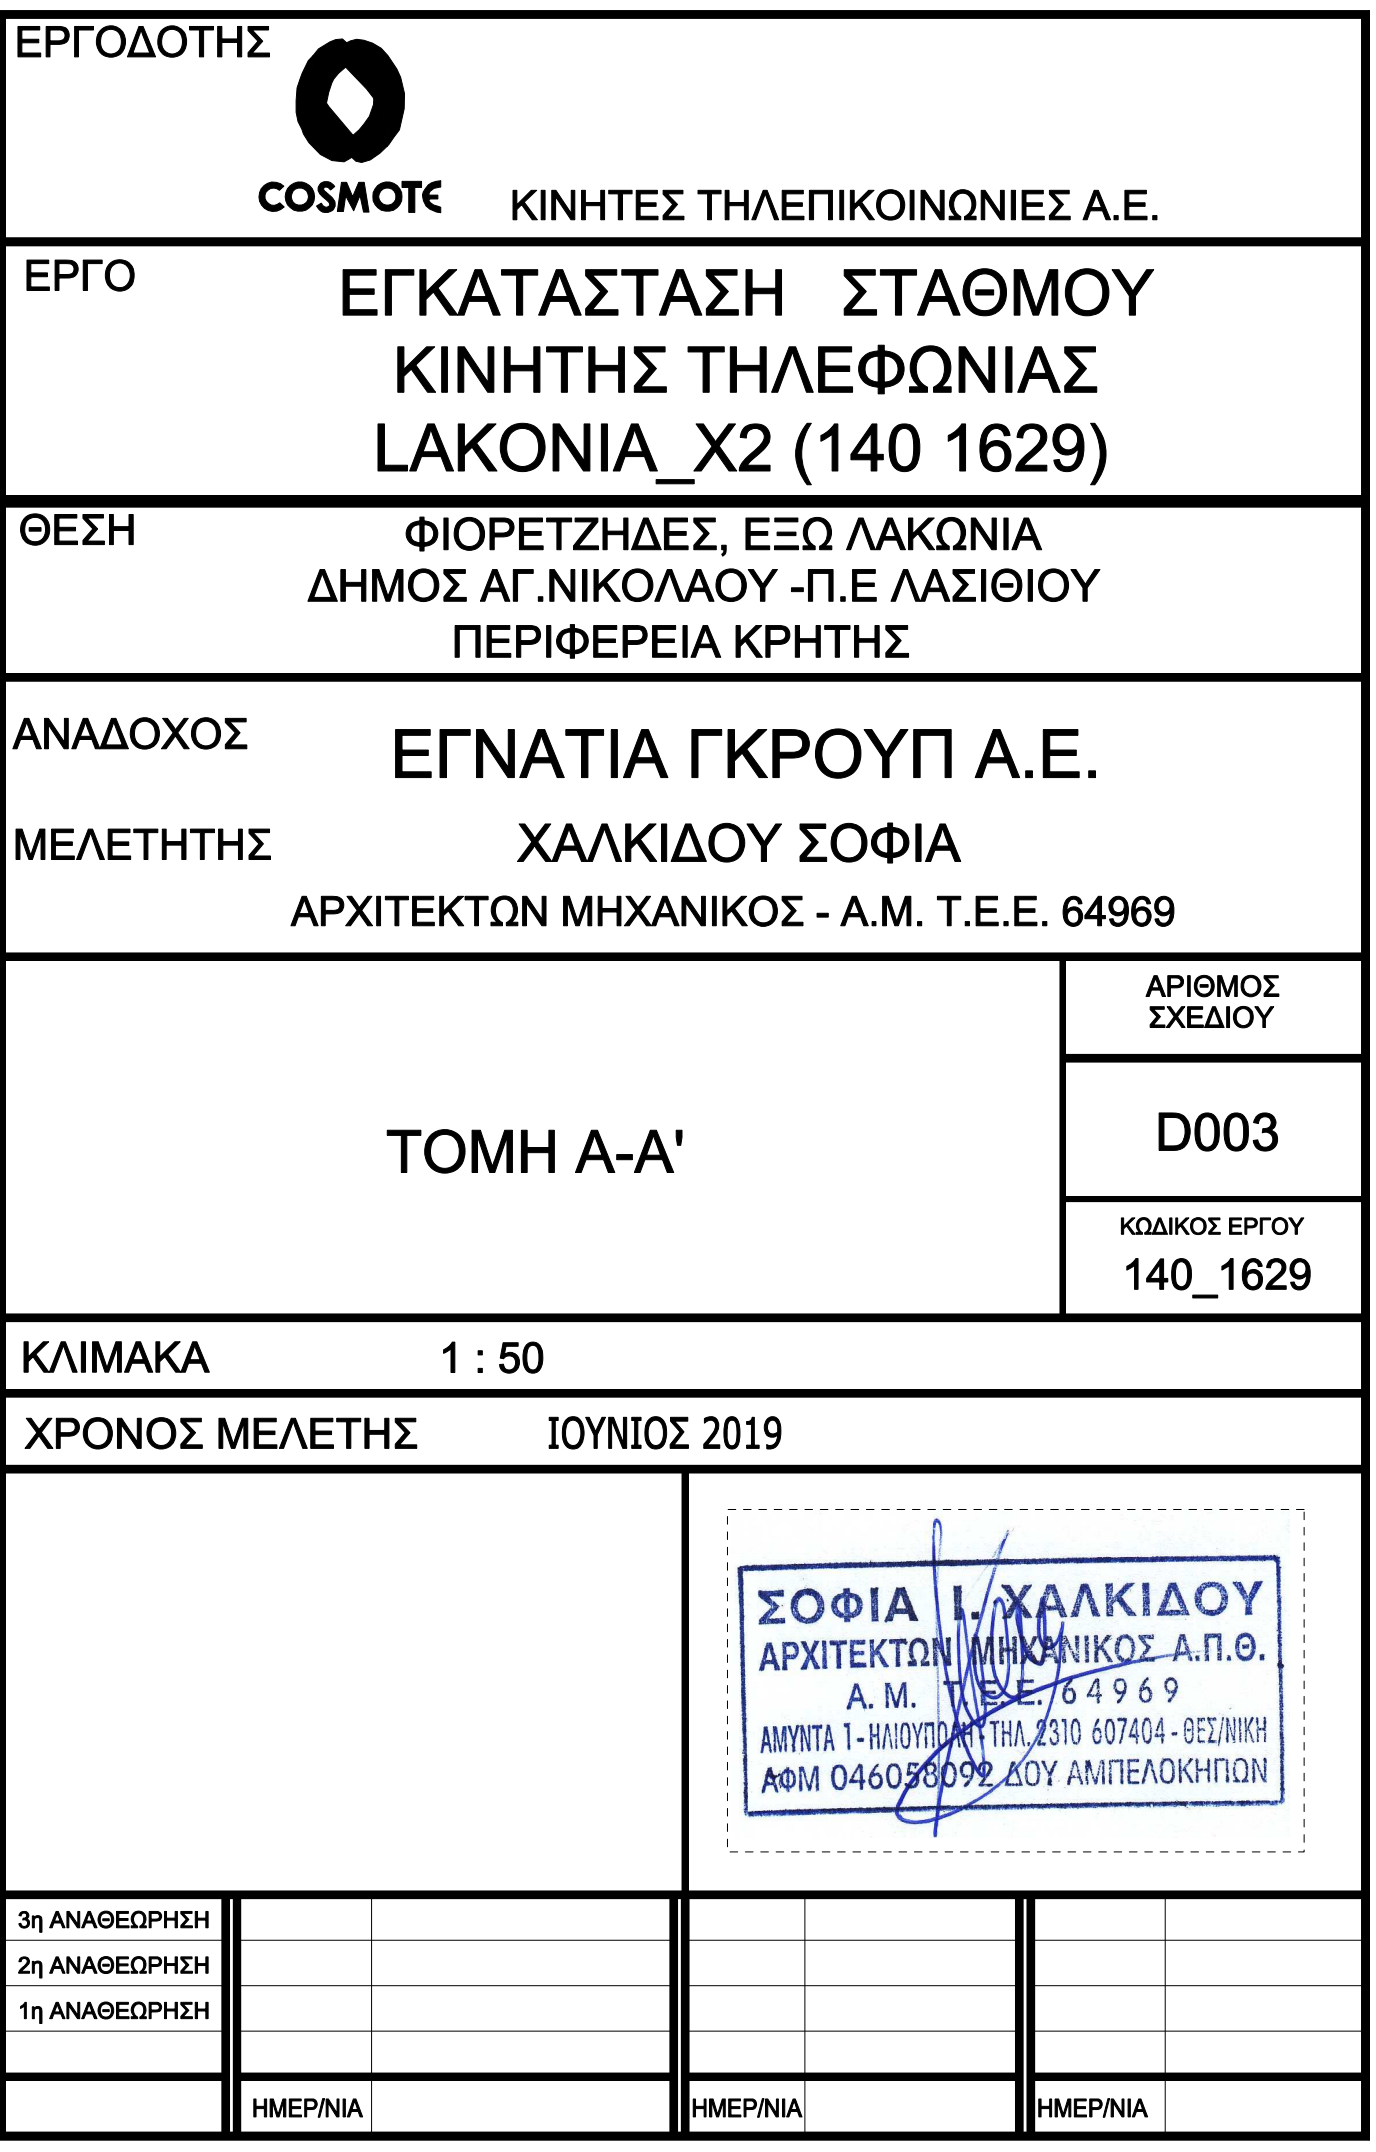 ΕΡΓΟΔΟΤΗΣ
COSMOTE
ΚΙΝΗΤΕΣ ΤΗΛΕΠΙΚΟΙΝΩΝΙΕΣ Α.Ε.
ΕΡΓΟ
ΕΓΚΑΤΑΣΤΑΣΗ ΣΤΑΘΜΟΥ
ΚΙΝΗΤΗΣ ΤΗΛΕΦΩΝΙΑΣ
LAKONIA_X2 (140 1629)
ΘΕΣΗ
ΦΙΟΡΕΤΖΗΔΕΣ, ΕΞΩ ΛΑΚΩΝΙΑ
ΔΗΜΟΣ ΑΓ.ΝΙΚΟΛΑΟΥ -Π.Ε ΛΑΣΙΘΙΟΥ
ΠΕΡΙΦΕΡΕΙΑ ΚΡΗΤΗΣ
ΑΝΑΔΟΧΟΣ
ΕΓΝΑΤΙΑ ΓΚΡΟΥΠ Α.Ε.
ΜΕΛΕΤΗΤΗΣ
ΧΑΛΚΙΔΟΥ ΣΟΦΙΑ
ΑΡΧΙΤΕΚΤΩΝ ΜΗΧΑΝΙΚΟΣ - Α.Μ. Τ.Ε.Ε. 64969
ΑΡΙΘΜΟΣ
ΣΧΕΔΙΟΥ
ΤΟΜΗ Α-Α'
D003
ΚΩΔΙΚΟΣ ΕΡΓΟΥ
140_1629
ΚΛΙΜΑΚΑ 1 : 50
ΧΡΟΝΟΣ ΜΕΛΕΤΗΣ ΙΟΥΝΙΟΣ 2019
ΣΟΦΙΑ Ι. ΧΑΛΚΙΔΟΥ
ΑΡΧΙΤΕΚΤΩΝ ΜΗΧΑΝΙΚΟΣ Α.Π.Θ.
Α. Μ. Τ. Ε. Ε. 64969
ΑΜΥΝΤΑ 1 - ΗΛΙΟΥΠΟΛΗ - ΤΗΛ. 2310 607404 - ΘΕΣ/ΝΙΚΗ
ΑΦΜ 046058092 ΔΟΥ ΑΜΠΕΛΟΚΗΠΩΝ
3η ΑΝΑΘΕΩΡΗΣΗ
2η ΑΝΑΘΕΩΡΗΣΗ
1η ΑΝΑΘΕΩΡΗΣΗ
ΗΜΕΡ/ΝΙΑ ΗΜΕΡ/ΝΙΑ ΗΜΕΡ/ΝΙΑ